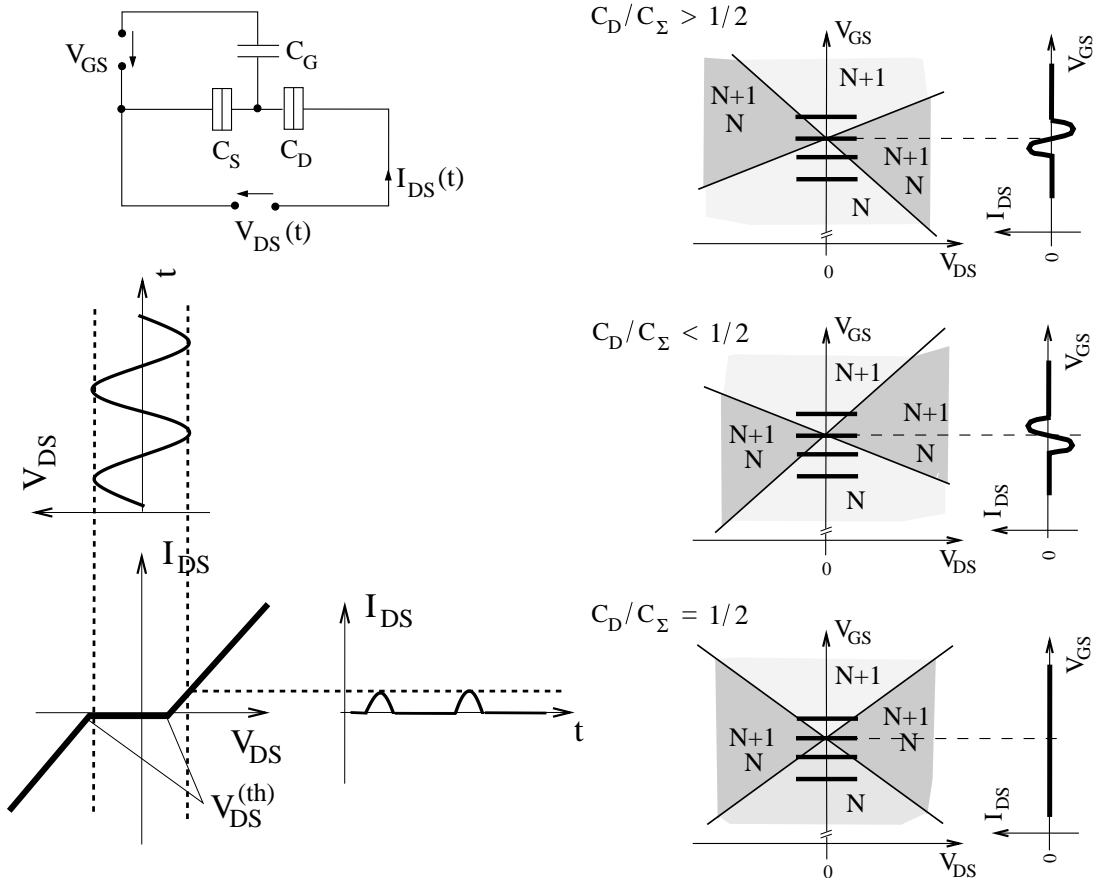 V_GS
C_G
C_S
C_D
I_DS(t)
V_DS(t)
t
V_DS
I_DS
V_DS
V_DS^(th)
I_DS
t
C_D/C_Σ > 1/2
V_GS
N+1
N+1
N
N+1
N
N
V_DS
0
V_GS
I_DS
0
C_D/C_Σ < 1/2
V_GS
N+1
N+1
N
N+1
N
N
V_DS
0
V_GS
I_DS
0
C_D/C_Σ = 1/2
V_GS
N+1
N+1
N
N+1
N
N
V_DS
0
V_GS
I_DS
0